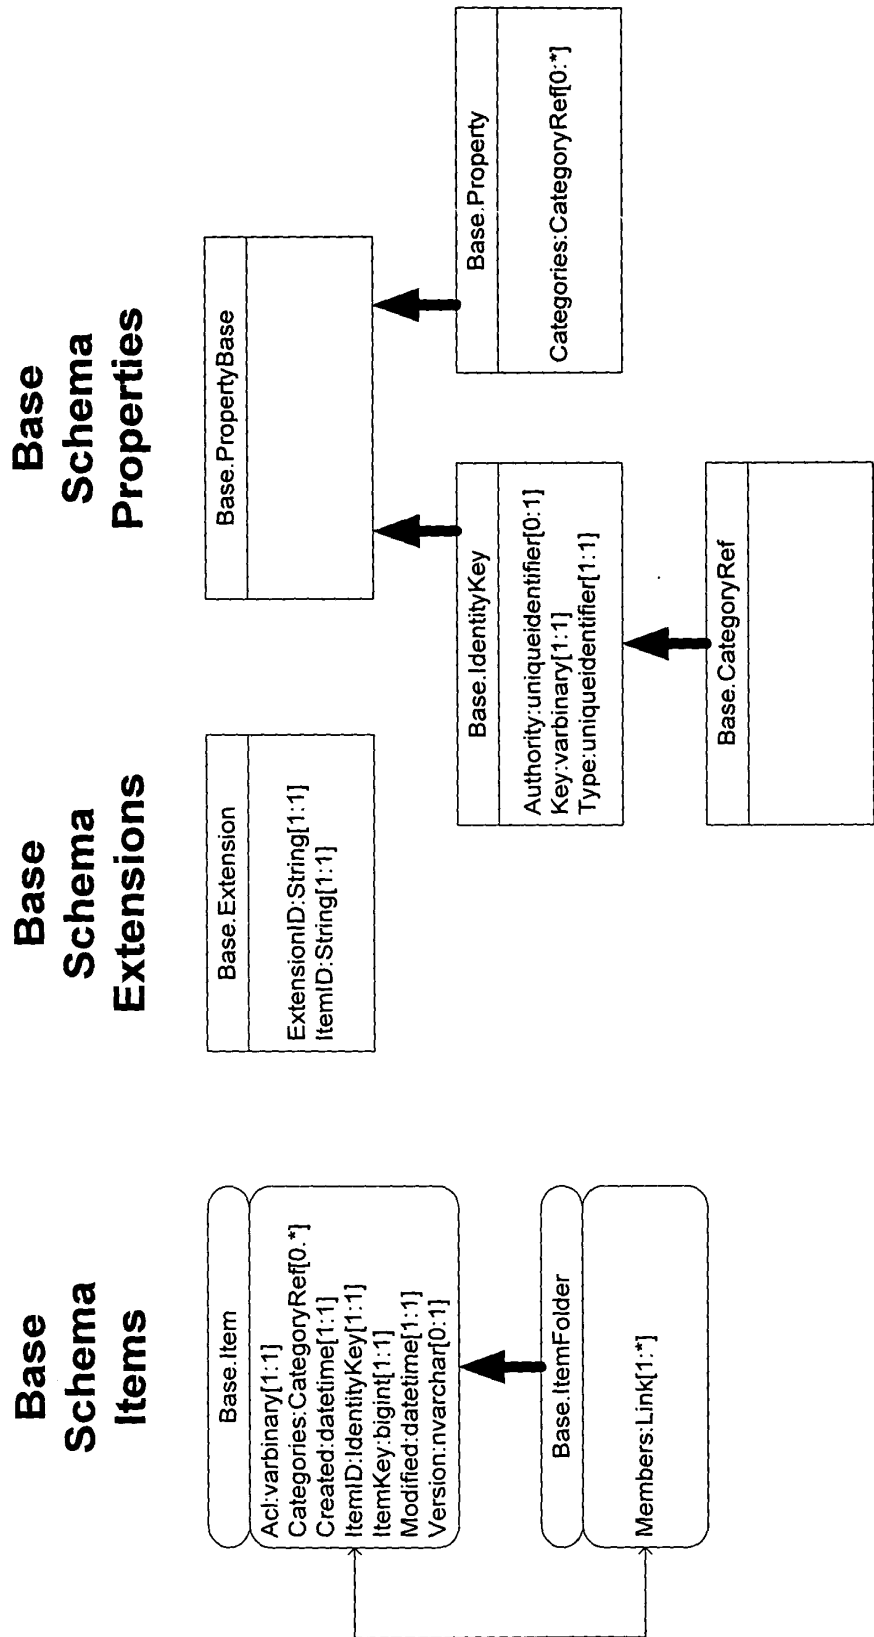 Base
Schema
Items
Base.Item
Acl:varbinary[1:1]
Categories:CategoryRef[0.*]
Created:datetime[1:1]
ItemID:IdentityKey[1:1]
ItemKey:bigint[1:1]
Modified:datetime[1:1]
Version:nvarchar[0:1]
Base.ItemFolder
Members:Link[1:*]
Base
Schema
Extensions
Base.Extension
ExtensionID:String[1:1]
ItemID:String[1:1]
Base
Schema
Properties
Base.PropertyBase
Base.IdentityKey
Authority:uniqueidentifier[0:1]
Key:varbinary[1:1]
Type:uniqueidentifier[1:1]
Base.Property
Categories:CategoryRef[0:*]
Base.CategoryRef